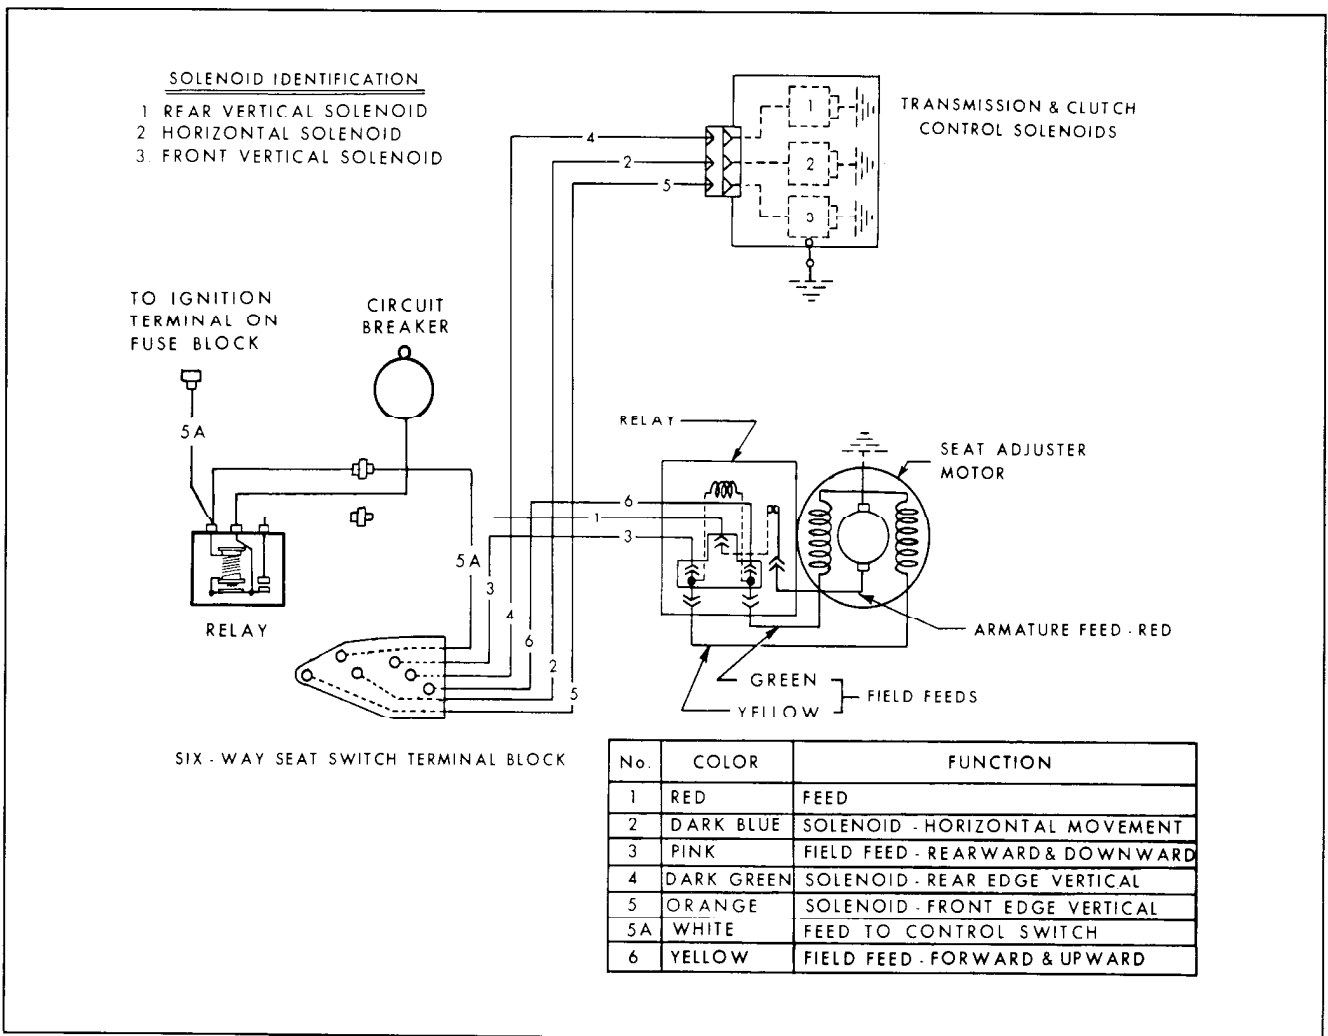 SOLENOID IDENTIFICATION
1 REAR VERTICAL SOLENOID
2 HORIZONTAL SOLENOID
3. FRONT VERTICAL SOLENOID
TRANSMISSION & CLUTCH
CONTROL SOLENOIDS
1
2
3
4
2
5
TO IGNITION
TERMINAL ON
FUSE BLOCK
CIRCUIT
BREAKER
5A
RELAY
RELAY
SEAT ADJUSTER
MOTOR
6
1
3
5A
3
4
6
2
5
ARMATURE FEED - RED
GREEN
YELLOW
FIELD FEEDS
SIX - WAY SEAT SWITCH TERMINAL BLOCK
No. COLOR FUNCTION
1 RED FEED
2 DARK BLUE SOLENOID - HORIZONTAL MOVEMENT
3 PINK FIELD FEED - REARWARD & DOWNWARD
4 DARK GREEN SOLENOID - REAR EDGE VERTICAL
5 ORANGE SOLENOID - FRONT EDGE VERTICAL
5A WHITE FEED TO CONTROL SWITCH
6 YELLOW FIELD FEED - FORWARD & UPWARD